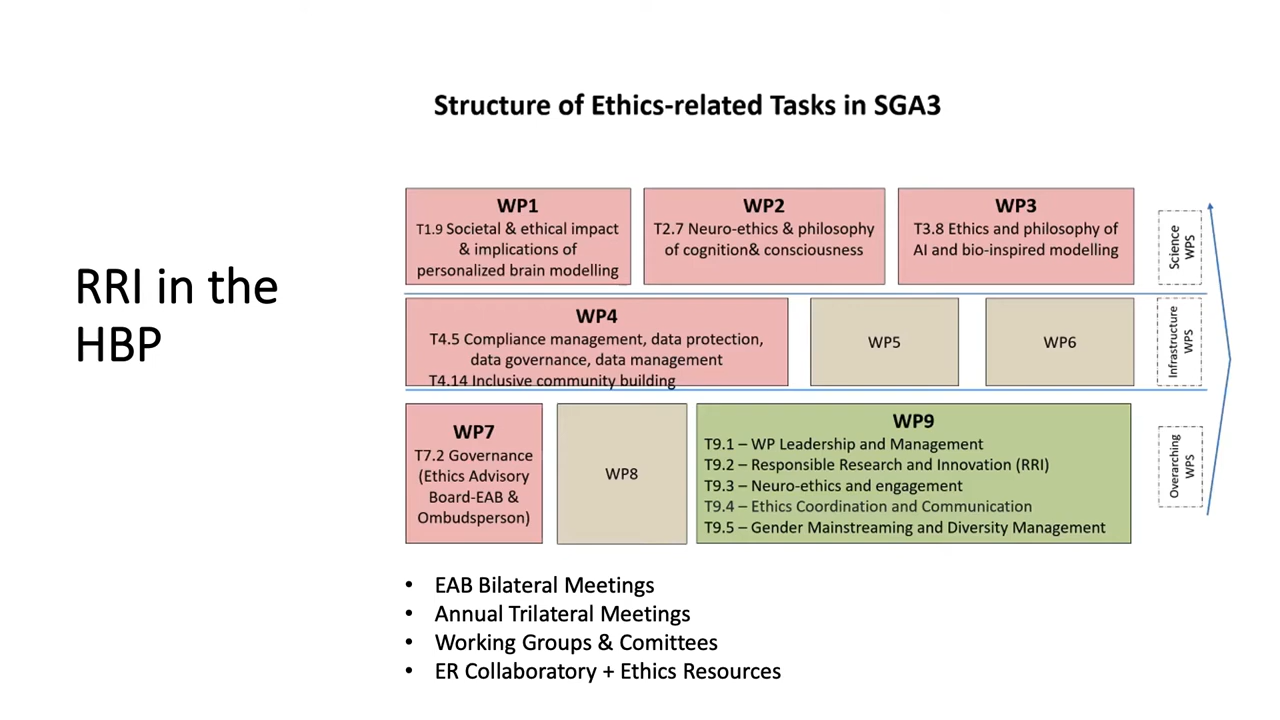 Structure of Ethics-related Tasks in SGA3
RRI in the
HBP
WP1
T1.9 Societal & ethical impact
& implications of
personalized brain modelling
WP2
T2.7 Neuro-ethics & philosophy
of cognition& consciousness
WP3
T3.8 Ethics and philosophy of
AI and bio-inspired modelling
Science
WPS
WP4
T4.5 Compliance management, data protection,
data governance, data management
T4.14 Inclusive community building
WP5
WP6
Infrastructure
WPS
WP7
T7.2 Governance
(Ethics Advisory
Board-EAB &
Ombudsperson)
WP8
WP9
T9.1 – WP Leadership and Management
T9.2 – Responsible Research and Innovation (RRI)
T9.3 – Neuro-ethics and engagement
T9.4 – Ethics Coordination and Communication
T9.5 – Gender Mainstreaming and Diversity Management
Overarching
WPS
• EAB Bilateral Meetings
• Annual Trilateral Meetings
• Working Groups & Comittees
• ER Collaboratory + Ethics Resources